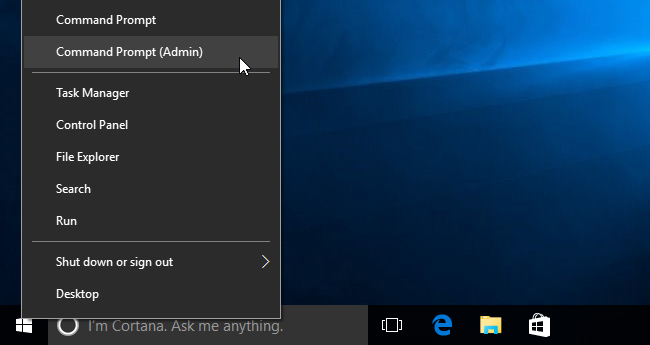 Command Prompt
Command Prompt (Admin)
Task Manager
Control Panel
File Explorer
Search
Run
Shut down or sign out
Desktop
I'm Cortana. Ask me anything.